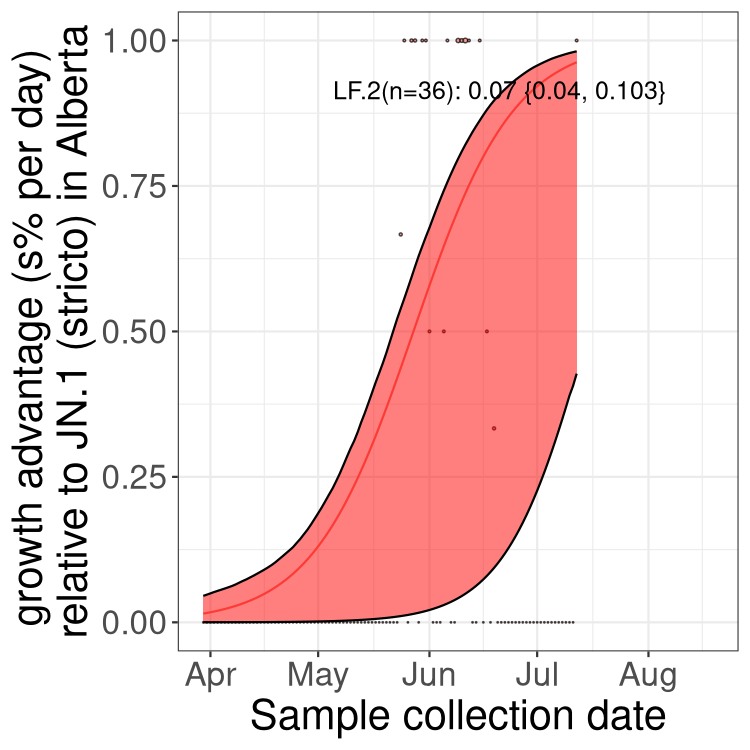 growth advantage (s% per day)
relative to JN.1 (stricto) in Alberta
1.00
0.75
0.50
0.25
0.00
LF.2(n=36): 0.07 {0.04, 0.103}
Apr May Jun Jul Aug
Sample collection date